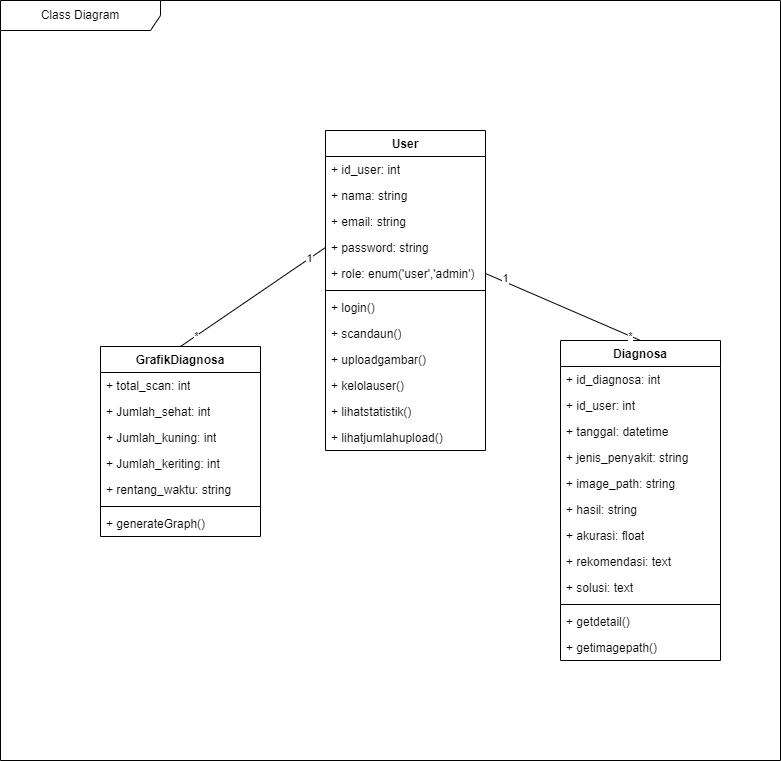 Class Diagram
User
+ id_user: int
+ nama: string
+ email: string
+ password: string
+ role: enum('user','admin')
+ login()
+ scandaun()
+ uploadgambar()
+ kelolauser()
+ lihatstatistik()
+ lihatjumlahupload()
1
*
1
*
GrafikDiagnosa
+ total_scan: int
+ Jumlah_sehat: int
+ Jumlah_kuning: int
+ Jumlah_keriting: int
+ rentang_waktu: string
+ generateGraph()
Diagnosa
+ id_diagnosa: int
+ id_user: int
+ tanggal: datetime
+ jenis_penyakit: string
+ image_path: string
+ hasil: string
+ akurasi: float
+ rekomendasi: text
+ solusi: text
+ getdetail()
+ getimagepath()